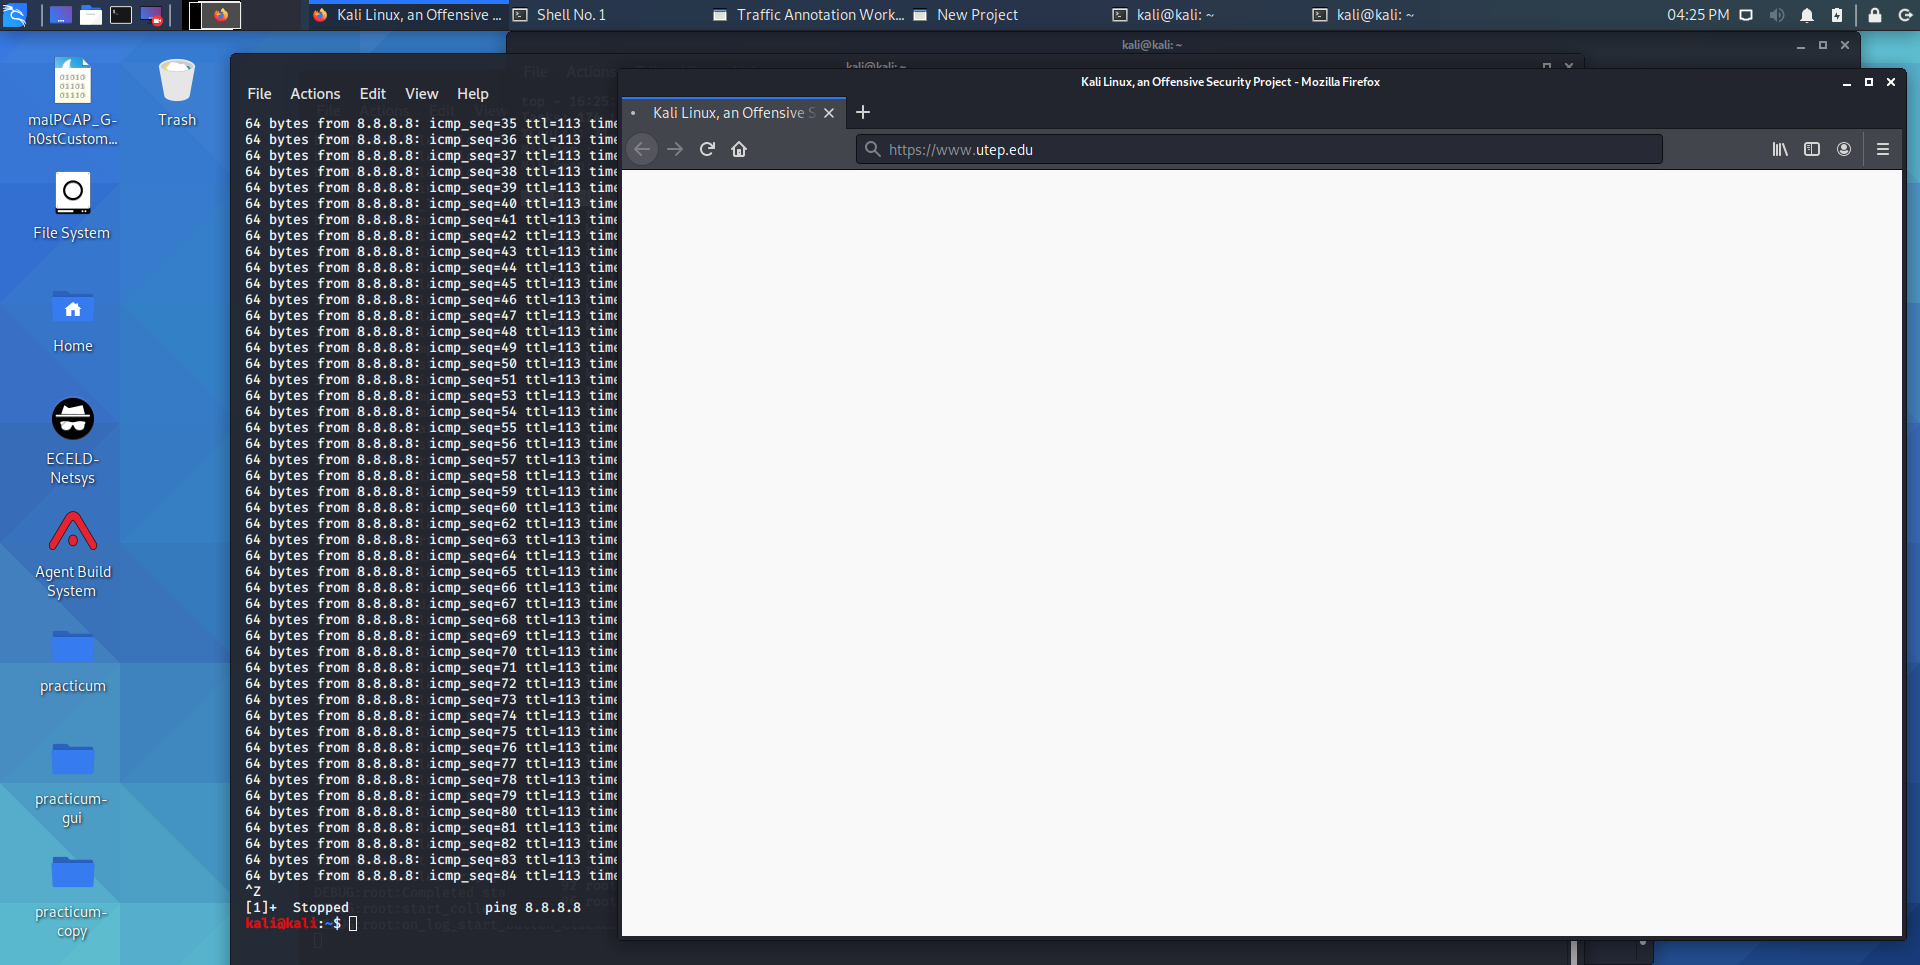 Kali Linux, an Offensive ...
Shell No. 1
Traffic Annotation Work...
New Project
kali@kali: ~
kali@kali: ~
04:25 PM
malPCAP_G-
h0stCustom...
Trash
File System
Home
ECELD-
Netsys
Agent Build
System
practicum
practicum-
gui
practicum-
copy
kali@kali: ~
kali@kali: ~
File Actions
top - 16:25:
File Actions Edit View Help
64 bytes from 8.8.8.8: icmp_seq=35 ttl=113 time
64 bytes from 8.8.8.8: icmp_seq=36 ttl=113 time
64 bytes from 8.8.8.8: icmp_seq=37 ttl=113 time
64 bytes from 8.8.8.8: icmp_seq=38 ttl=113 time
64 bytes from 8.8.8.8: icmp_seq=39 ttl=113 time
64 bytes from 8.8.8.8: icmp_seq=40 ttl=113 time
64 bytes from 8.8.8.8: icmp_seq=41 ttl=113 time
64 bytes from 8.8.8.8: icmp_seq=42 ttl=113 time
64 bytes from 8.8.8.8: icmp_seq=43 ttl=113 time
64 bytes from 8.8.8.8: icmp_seq=44 ttl=113 time
64 bytes from 8.8.8.8: icmp_seq=45 ttl=113 time
64 bytes from 8.8.8.8: icmp_seq=46 ttl=113 time
64 bytes from 8.8.8.8: icmp_seq=47 ttl=113 time
64 bytes from 8.8.8.8: icmp_seq=48 ttl=113 time
64 bytes from 8.8.8.8: icmp_seq=49 ttl=113 time
64 bytes from 8.8.8.8: icmp_seq=50 ttl=113 time
64 bytes from 8.8.8.8: icmp_seq=51 ttl=113 time
64 bytes from 8.8.8.8: icmp_seq=53 ttl=113 time
64 bytes from 8.8.8.8: icmp_seq=54 ttl=113 time
64 bytes from 8.8.8.8: icmp_seq=55 ttl=113 time
64 bytes from 8.8.8.8: icmp_seq=56 ttl=113 time
64 bytes from 8.8.8.8: icmp_seq=57 ttl=113 time
64 bytes from 8.8.8.8: icmp_seq=58 ttl=113 time
64 bytes from 8.8.8.8: icmp_seq=59 ttl=113 time
64 bytes from 8.8.8.8: icmp_seq=60 ttl=113 time
64 bytes from 8.8.8.8: icmp_seq=62 ttl=113 time
64 bytes from 8.8.8.8: icmp_seq=63 ttl=113 time
64 bytes from 8.8.8.8: icmp_seq=64 ttl=113 time
64 bytes from 8.8.8.8: icmp_seq=65 ttl=113 time
64 bytes from 8.8.8.8: icmp_seq=66 ttl=113 time
64 bytes from 8.8.8.8: icmp_seq=67 ttl=113 time
64 bytes from 8.8.8.8: icmp_seq=68 ttl=113 time
64 bytes from 8.8.8.8: icmp_seq=69 ttl=113 time
64 bytes from 8.8.8.8: icmp_seq=70 ttl=113 time
64 bytes from 8.8.8.8: icmp_seq=71 ttl=113 time
64 bytes from 8.8.8.8: icmp_seq=72 ttl=113 time
64 bytes from 8.8.8.8: icmp_seq=73 ttl=113 time
64 bytes from 8.8.8.8: icmp_seq=74 ttl=113 time
64 bytes from 8.8.8.8: icmp_seq=75 ttl=113 time
64 bytes from 8.8.8.8: icmp_seq=76 ttl=113 time
64 bytes from 8.8.8.8: icmp_seq=77 ttl=113 time
64 bytes from 8.8.8.8: icmp_seq=78 ttl=113 time
64 bytes from 8.8.8.8: icmp_seq=79 ttl=113 time
64 bytes from 8.8.8.8: icmp_seq=80 ttl=113 time
64 bytes from 8.8.8.8: icmp_seq=81 ttl=113 time
64 bytes from 8.8.8.8: icmp_seq=82 ttl=113 time
64 bytes from 8.8.8.8: icmp_seq=83 ttl=113 time
64 bytes from 8.8.8.8: icmp_seq=84 ttl=113 time
^Z
[1]+ Stopped ping 8.8.8.8
kali@kali:~$
Kali Linux, an Offensive Security Project - Mozilla Firefox
Kali Linux, an Offensive S
https://www.utep.edu